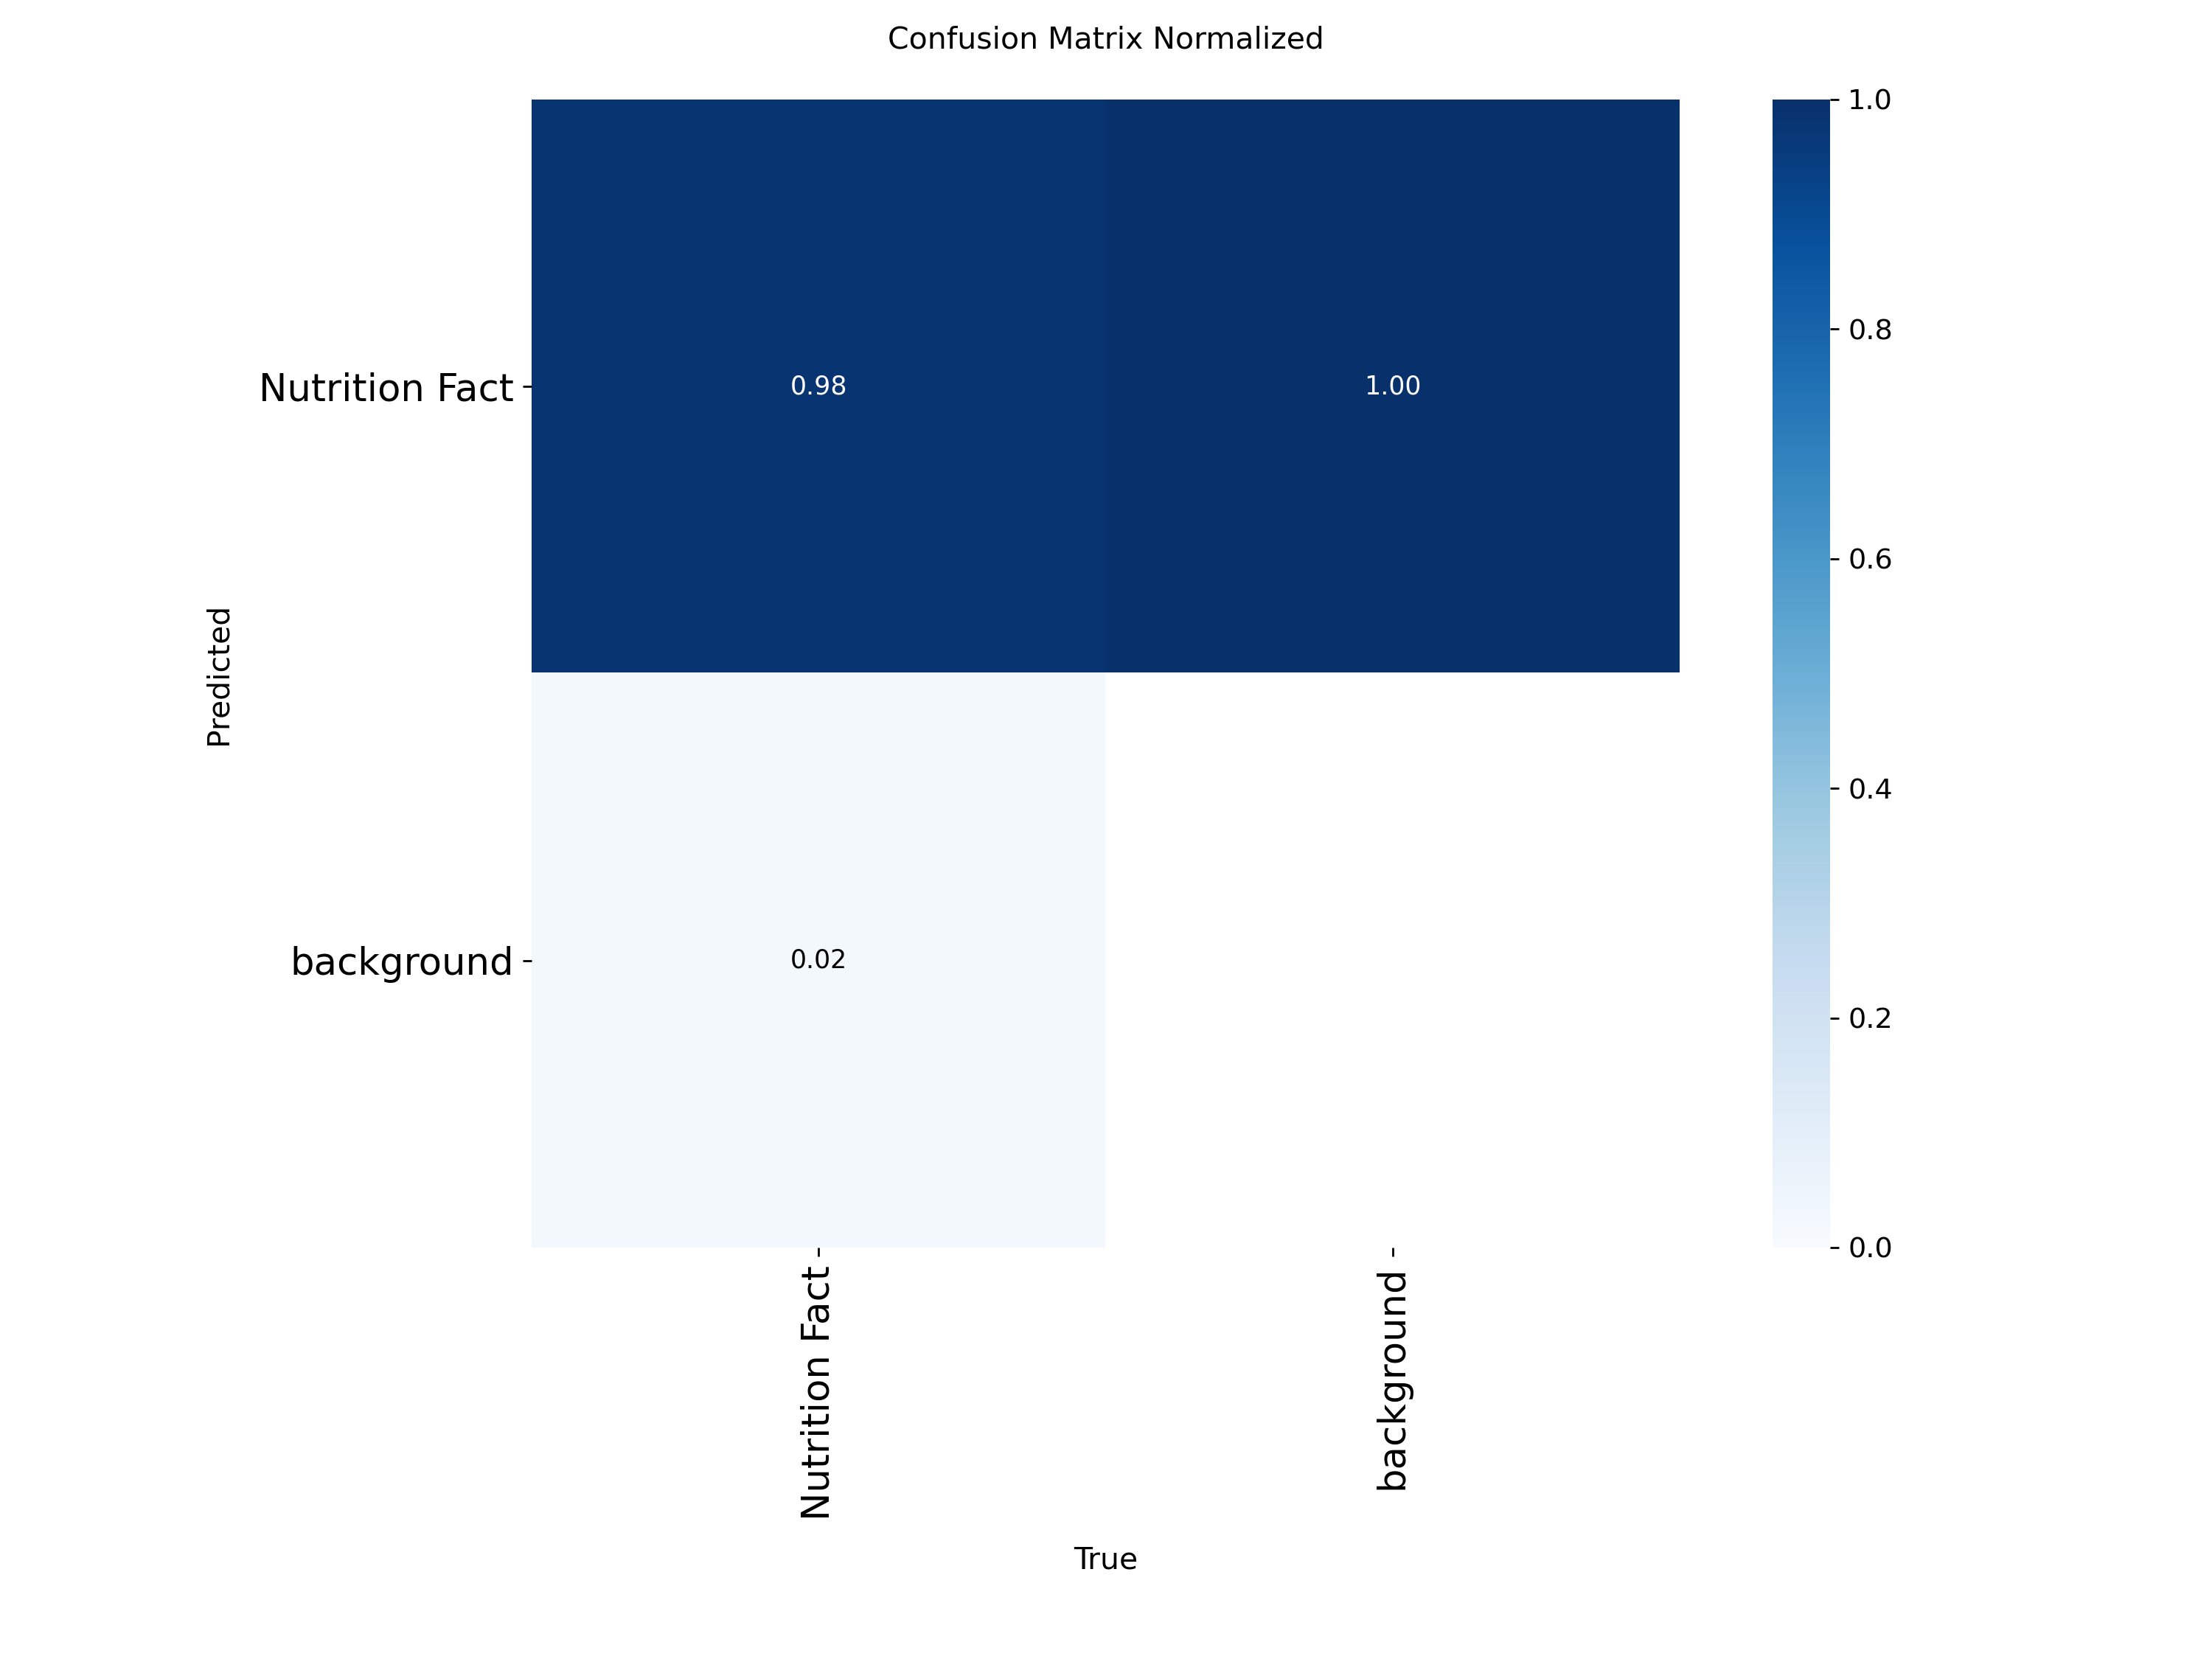 Confusion Matrix Normalized
Predicted
Nutrition Fact
0.98
1.00
background
0.02
Nutrition Fact
background
True
1.0
0.8
0.6
0.4
0.2
0.0